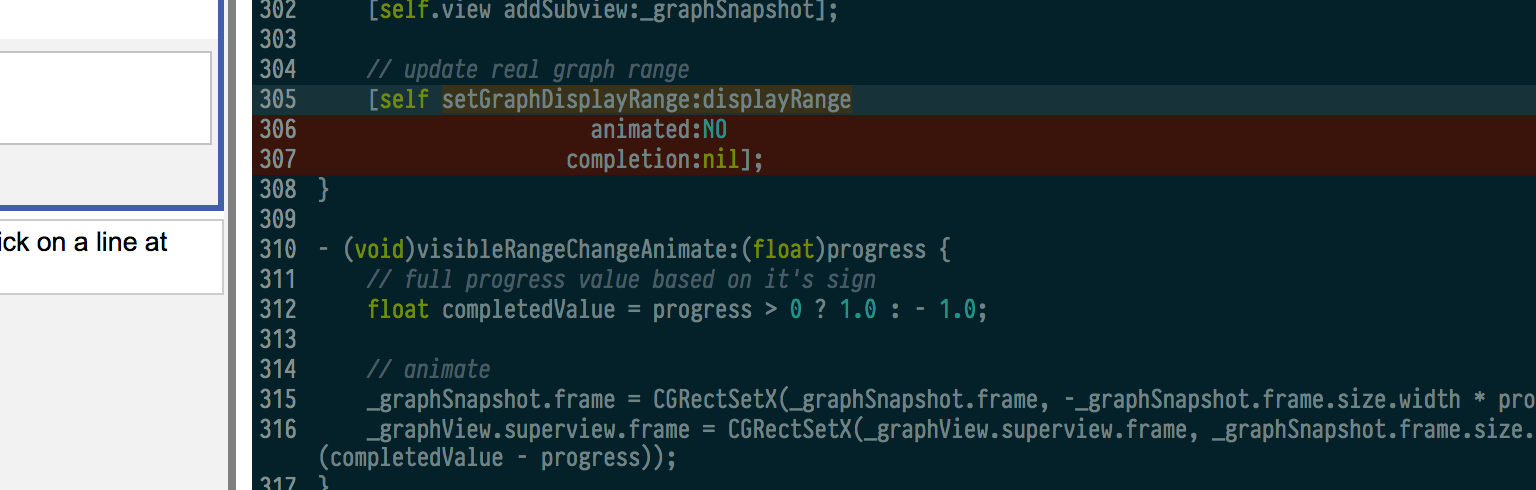 ick on a line at
302 [self.view addSubview:_graphSnapshot];
303
304 // update real graph range
305 [self setGraphDisplayRange:displayRange
306 animated:NO
307 completion:nil];
308 }
309
310 - (void)visibleRangeChangeAnimate:(float)progress {
311 // full progress value based on it's sign
312 float completedValue = progress > 0 ? 1.0 : - 1.0;
313
314 // animate
315 _graphSnapshot.frame = CGRectSetX(_graphSnapshot.frame, -_graphSnapshot.frame.size.width * pro
316 _graphView.superview.frame = CGRectSetX(_graphView.superview.frame, _graphSnapshot.frame.size.
(completedValue - progress));
317 }